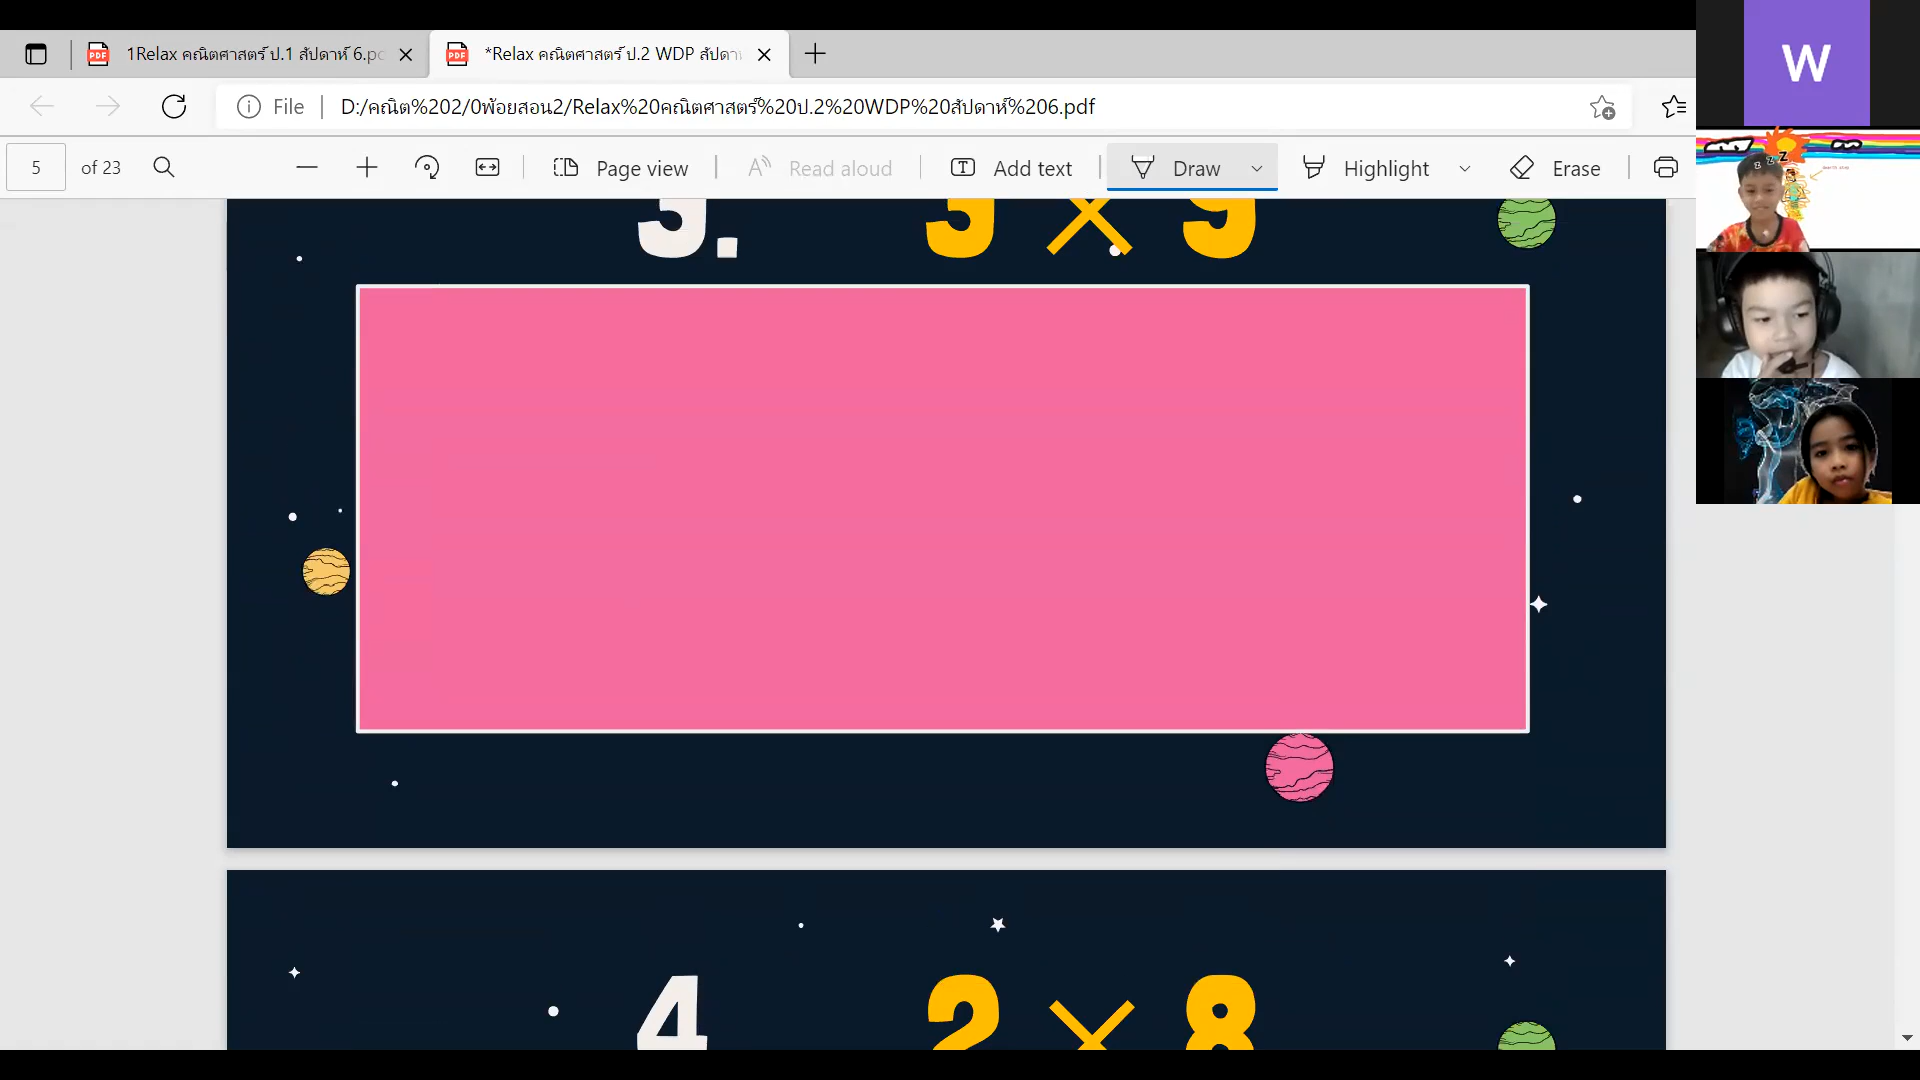 1Relax คณิตศาสตร์ ป.1 สัปดาห์ 6.pd
*Relax คณิตศาสตร์ ป.2 WDP สัปดา
File
D:/คณิต%202/0พ้อยสอน2/Relax%20คณิตศาสตร์%20ป.2%20WDP%20สัปดาห์%206.pdf
5 of 23
Page view
Read aloud
Add text
Draw
Highlight
Erase
W
4
2 × 8